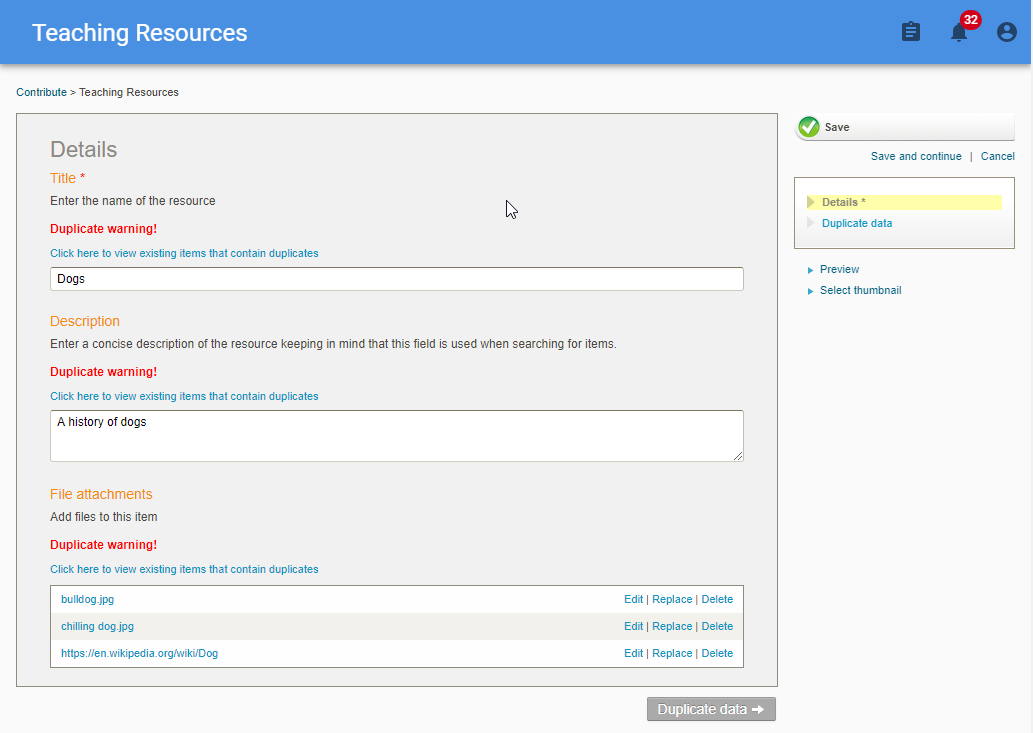 Teaching Resources
32
Contribute > Teaching Resources
Details
Title *
Enter the name of the resource
Duplicate warning!
Click here to view existing items that contain duplicates
Dogs
Description
Enter a concise description of the resource keeping in mind that this field is used when searching for items.
Duplicate warning!
Click here to view existing items that contain duplicates
A history of dogs
File attachments
Add files to this item
Duplicate warning!
Click here to view existing items that contain duplicates
bulldog.jpg Edit | Replace | Delete
chilling dog.jpg Edit | Replace | Delete
https://en.wikipedia.org/wiki/Dog Edit | Replace | Delete
Duplicate data
Save
Save and continue | Cancel
Details *
Duplicate data
Preview
Select thumbnail